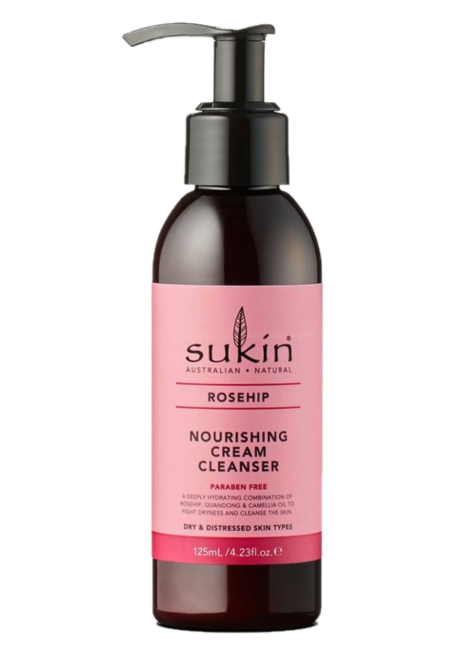 sukin®
AUSTRALIAN • NATURAL
ROSEHIP
NOURISHING
CREAM
CLEANSER
PARABEN FREE
A DEEPLY HYDRATING COMBINATION OF
ROSEHIP, QUANDONG & CAMELLIA OIL TO
FIGHT DRYNESS AND CLEANSE THE SKIN.
DRY & DISTRESSED SKIN TYPES
125mL/4.23fl.oz.℮